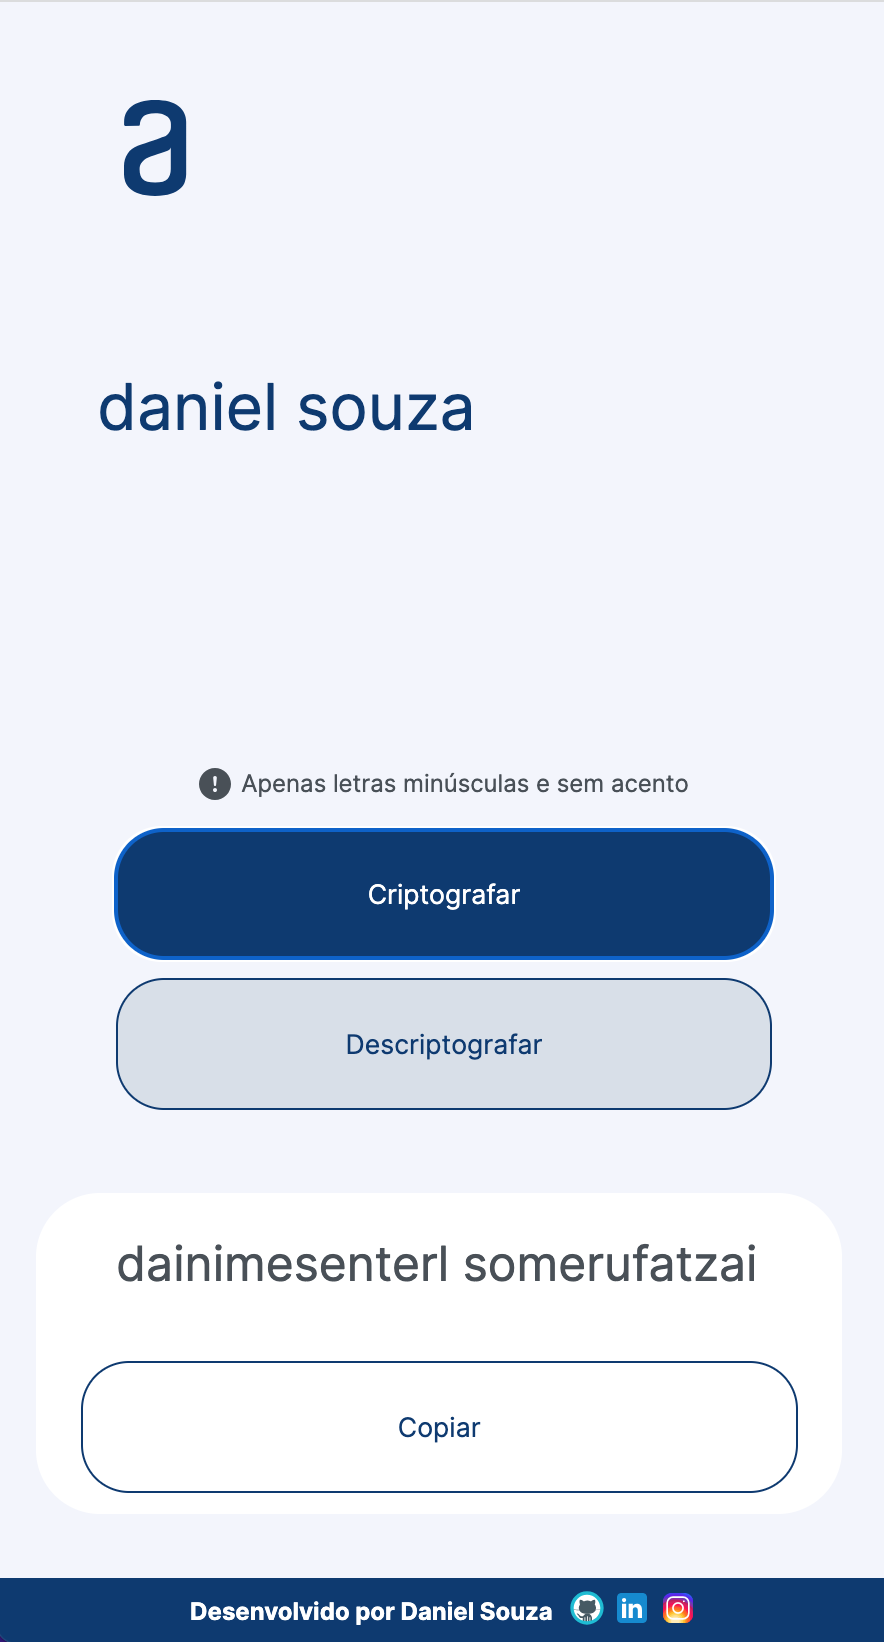 a
daniel souza
Apenas letras minúsculas e sem acento
Criptografar
Descriptografar
dainimesenterl somerufatzai
Copiar
Desenvolvido por Daniel Souza in